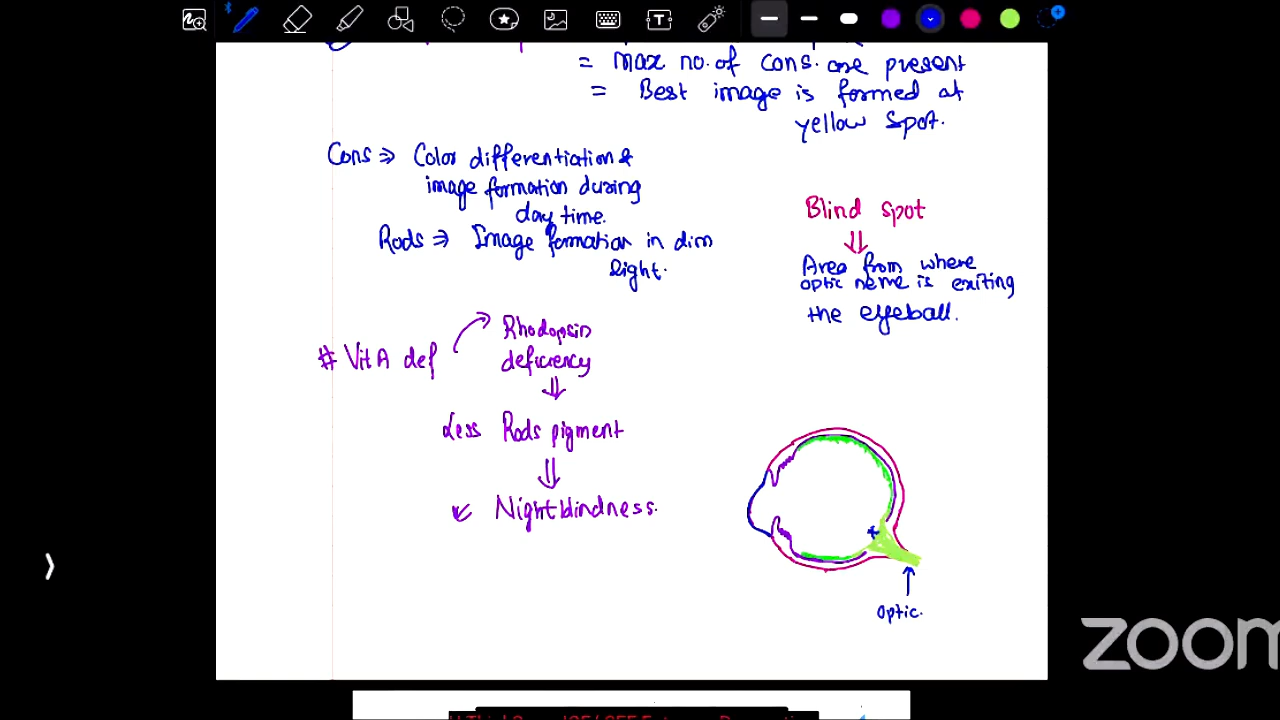 = Max no. of cons. are present
= Best image is formed at
yellow spot.
Cons ⇒ Color differentiation &
image formation during
day time.
Rods ⇒ Image formation in dim
light.
Blind spot
⇓
Area from where
optic nerve is exiting
the eyeball.
# Vit A def
Rhodopsin
deficiency
⇓
Less Rods pigment
⇓
Nightblindness.
Optic.
zoom